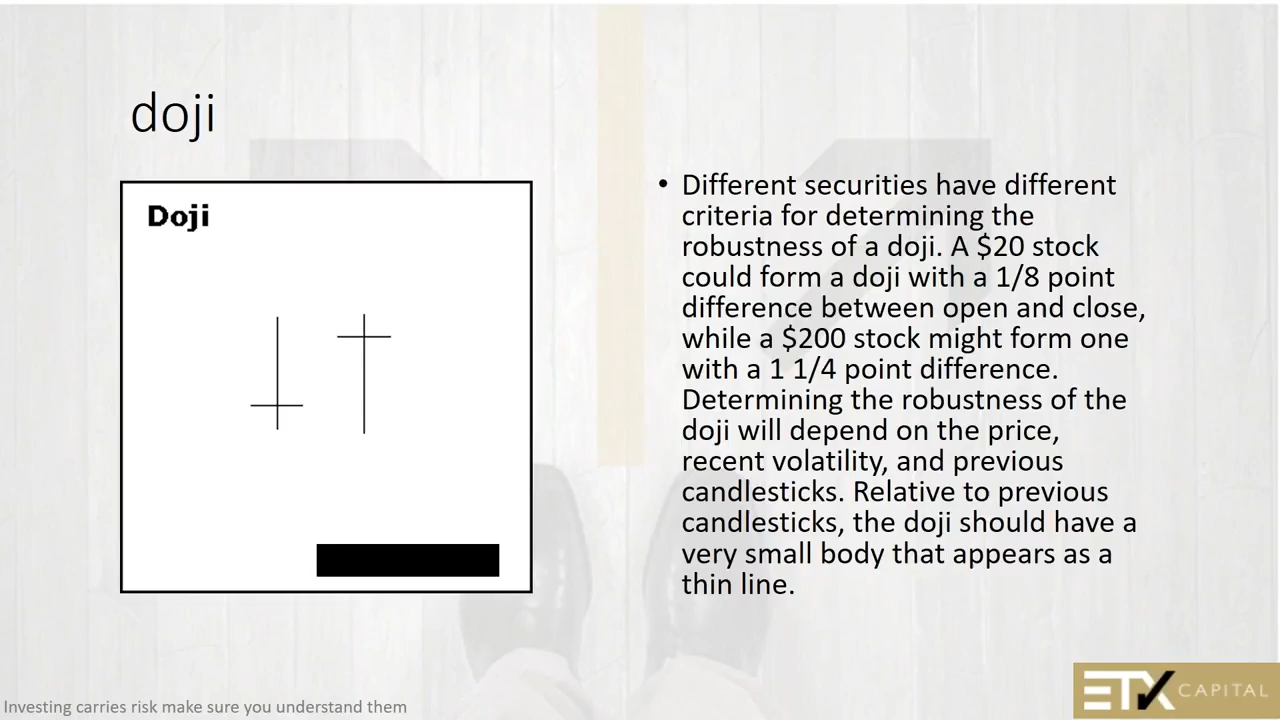 doji
Doji
• Different securities have different
criteria for determining the
robustness of a doji. A $20 stock
could form a doji with a 1/8 point
difference between open and close,
while a $200 stock might form one
with a 1 1/4 point difference.
Determining the robustness of the
doji will depend on the price,
recent volatility, and previous
candlesticks. Relative to previous
candlesticks, the doji should have a
very small body that appears as a
thin line.
Investing carries risk make sure you understand them
ETX CAPITAL